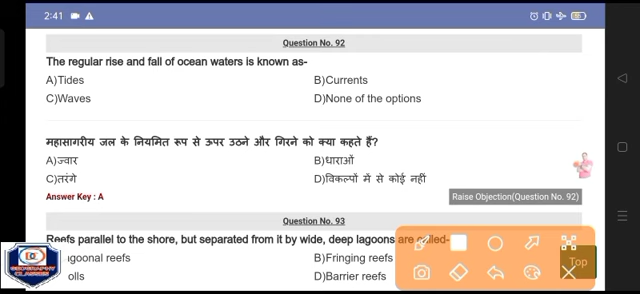 2:41
Question No. 92
The regular rise and fall of ocean waters is known as-
A)Tides B)Currents
C)Waves D)None of the options
महासागरीय जल के नियमित रूप से ऊपर उठने और गिरने को क्या कहते हैं?
A)ज्वार B)धाराओं
C)तरंगे D)विकल्पों में से कोई नहीं
Answer Key : A
Raise Objection(Question No. 92)
Question No. 93
Reefs parallel to the shore, but separated from it by wide, deep lagoons are called-
agoonal reefs B)Fringing reefs
olls D)Barrier reefs
GEOGRAPHY
CLASSES
Top